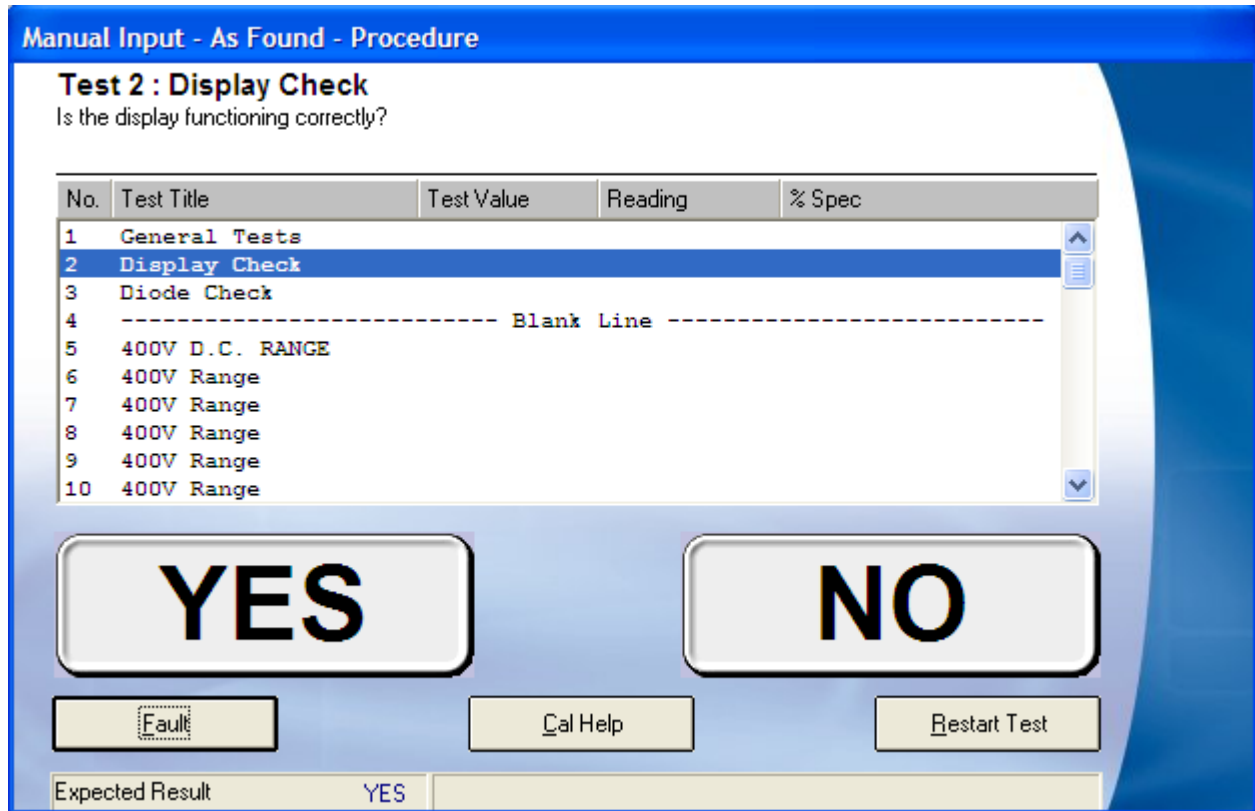 Manual Input - As Found - Procedure
Test 2 : Display Check
Is the display functioning correctly?
No. Test Title Test Value Reading % Spec
1 General Tests
2 Display Check
3 Diode Check
4 --------------------------- Blank Line ---------------------------
5 400V D.C. RANGE
6 400V Range
7 400V Range
8 400V Range
9 400V Range
10 400V Range
YES NO
Fault Cal Help Restart Test
Expected Result YES